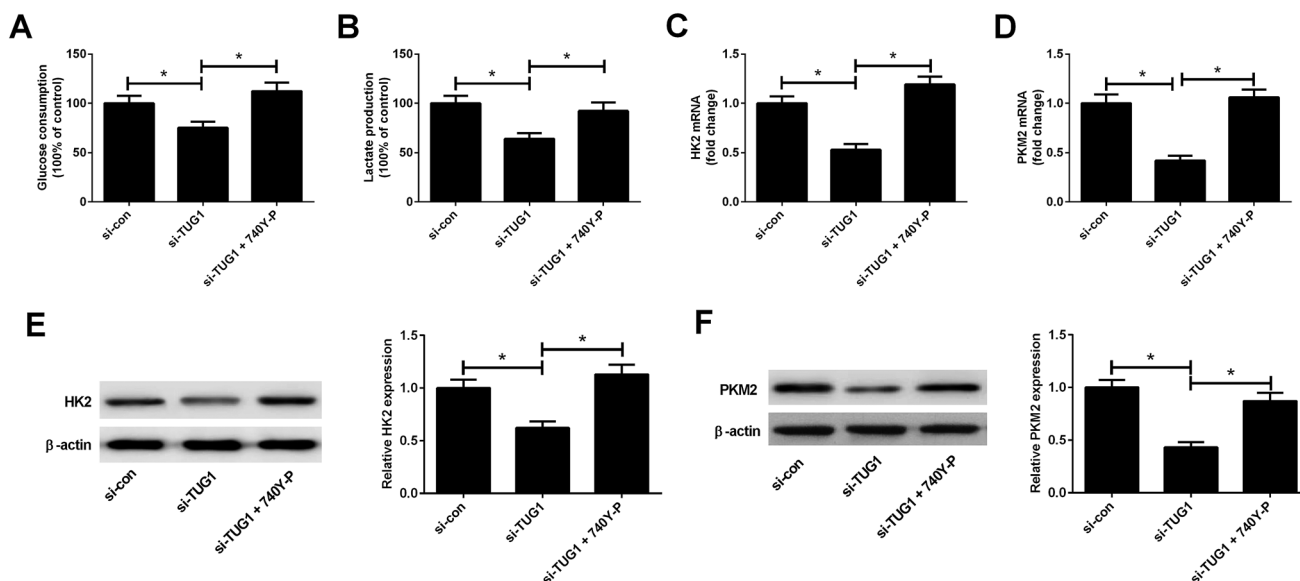 A
Glucose consumption
(100% of control)
150
100
50
0
*
*
si-con
si-TUG1
si-TUG1 + 740Y-P
B
Lactate production
(100% of control)
150
100
50
0
*
*
si-con
si-TUG1
si-TUG1 + 740Y-P
C
HK2 mRNA
(fold change)
1.5
1.0
0.5
0.0
*
*
si-con
si-TUG1
si-TUG1 + 740Y-P
D
PKM2 mRNA
(fold change)
1.5
1.0
0.5
0.0
*
*
si-con
si-TUG1
si-TUG1 + 740Y-P
E
HK2
β-actin
si-con
si-TUG1
si-TUG1 + 740Y-P
Relative HK2 expression
1.5
1.0
0.5
0.0
*
*
si-con
si-TUG1
si-TUG1 + 740Y-P
F
PKM2
β-actin
si-con
si-TUG1
si-TUG1 + 740Y-P
Relative PKM2 expression
1.5
1.0
0.5
0.0
*
*
si-con
si-TUG1
si-TUG1 + 740Y-P